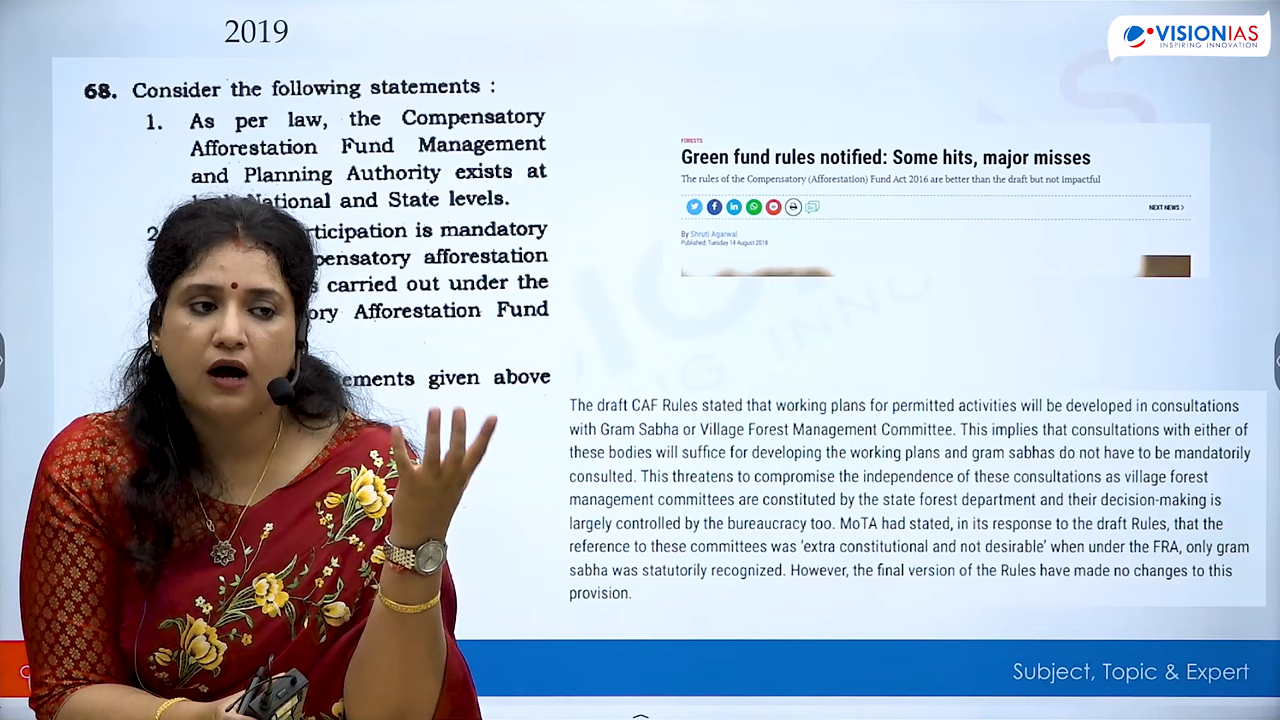 2019
VISIONIAS
INSPIRING INNOVATION
68. Consider the following statements :
1. As per law, the Compensatory
Afforestation Fund Management
and Planning Authority exists at
National and State levels.
2
is mandatory
afforestation
carried out under the
Afforestation Fund
given above
FORESTS
Green fund rules notified: Some hits, major misses
The rules of the Compensatory (Afforestation) Fund Act 2016 are better than the draft but not impactful
NEXT NEWS
By Shruti Agarwal
Published: Tuesday 14 August 2018
The draft CAF Rules stated that working plans for permitted activities will be developed in consultations
with Gram Sabha or Village Forest Management Committee. This implies that consultations with either of
these bodies will suffice for developing the working plans and gram sabhas do not have to be mandatorily
consulted. This threatens to compromise the independence of these consultations as village forest
management committees are constituted by the state forest department and their decision-making is
largely controlled by the bureaucracy too. MoTA had stated, in its response to the draft Rules, that the
reference to these committees was 'extra constitutional and not desirable' when under the FRA, only gram
sabha was statutorily recognized. However, the final version of the Rules have made no changes to this
provision.
Subject, Topic & Expert